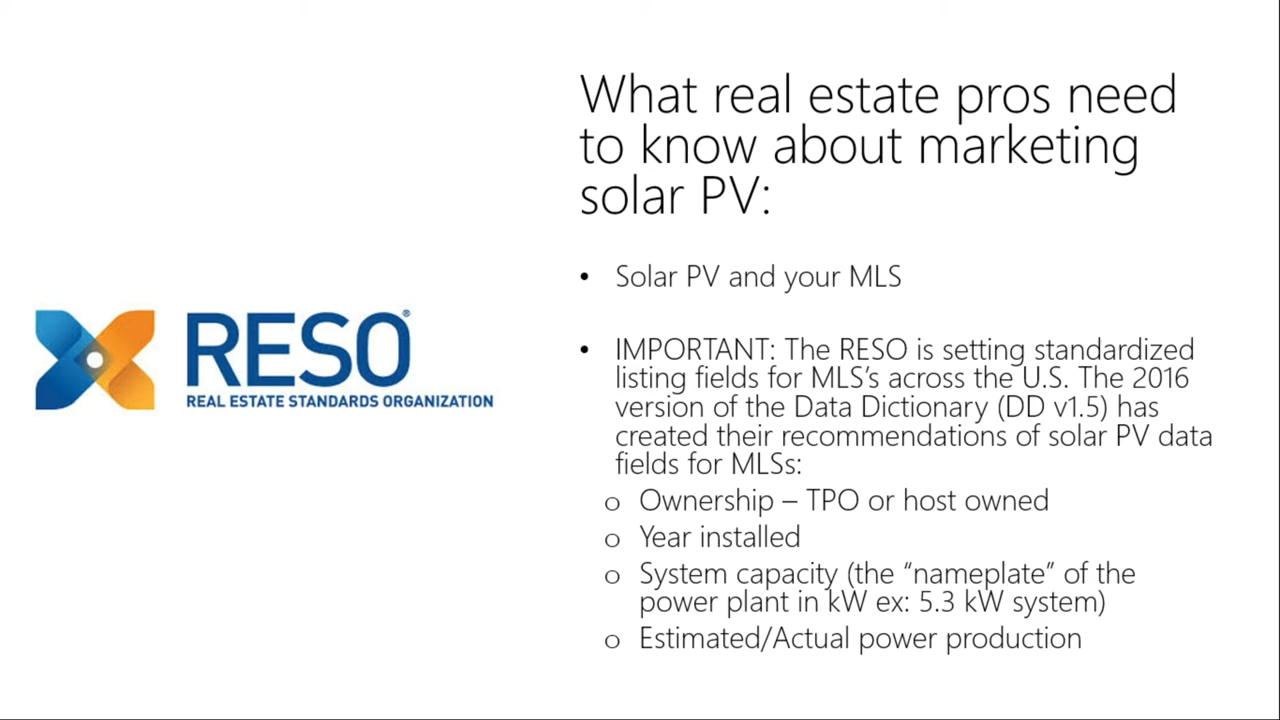 What real estate pros need
to know about marketing
solar PV:
• Solar PV and your MLS
• IMPORTANT: The RESO is setting standardized
listing fields for MLS's across the U.S. The 2016
version of the Data Dictionary (DD v1.5) has
created their recommendations of solar PV data
fields for MLSs:
o Ownership – TPO or host owned
o Year installed
o System capacity (the “nameplate” of the
power plant in kW ex: 5.3 kW system)
o Estimated/Actual power production
RESO®
REAL ESTATE STANDARDS ORGANIZATION